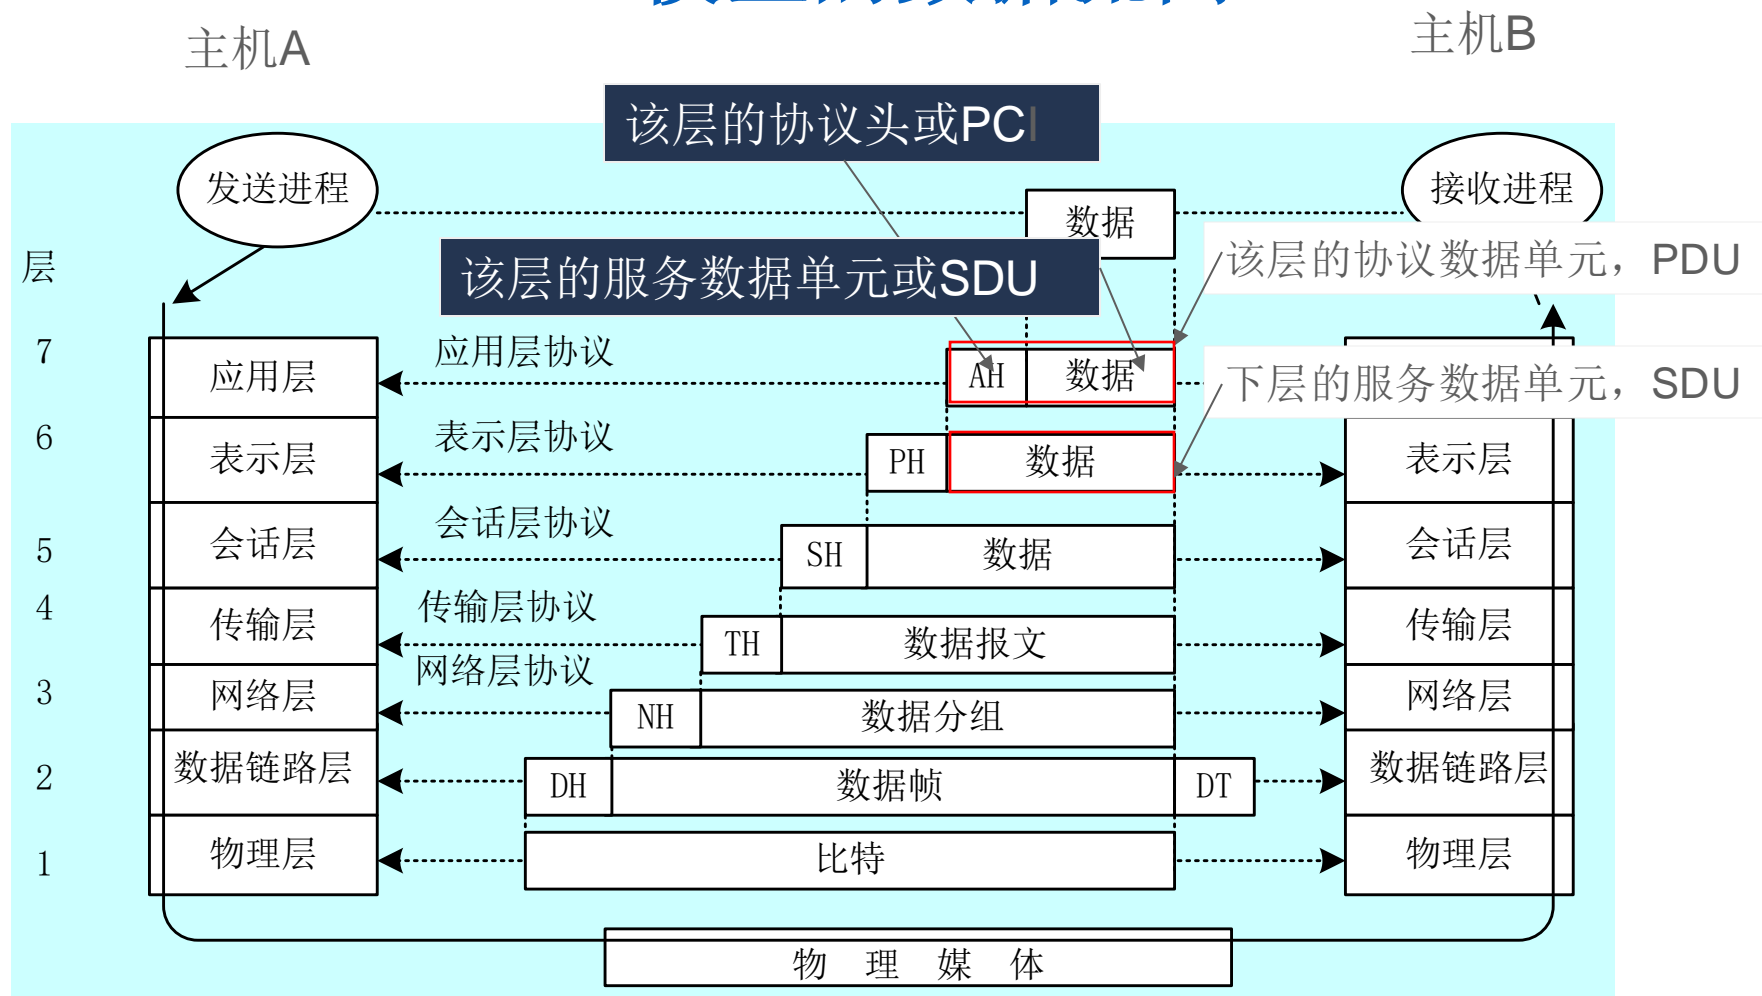 主机A
主机B
该层的协议头或PCI
发送进程
接收进程
数据
层
该层的服务数据单元或SDU
该层的协议数据单元，PDU
7
应用层
应用层协议
AH
数据
下层的服务数据单元，SDU
6
表示层
表示层协议
PH
数据
表示层
5
会话层
会话层协议
SH
数据
会话层
4
传输层
传输层协议
TH
数据报文
传输层
3
网络层
网络层协议
NH
数据分组
网络层
2
数据链路层
DH
数据帧
DT
数据链路层
1
物理层
比特
物理层
物 理 媒 体